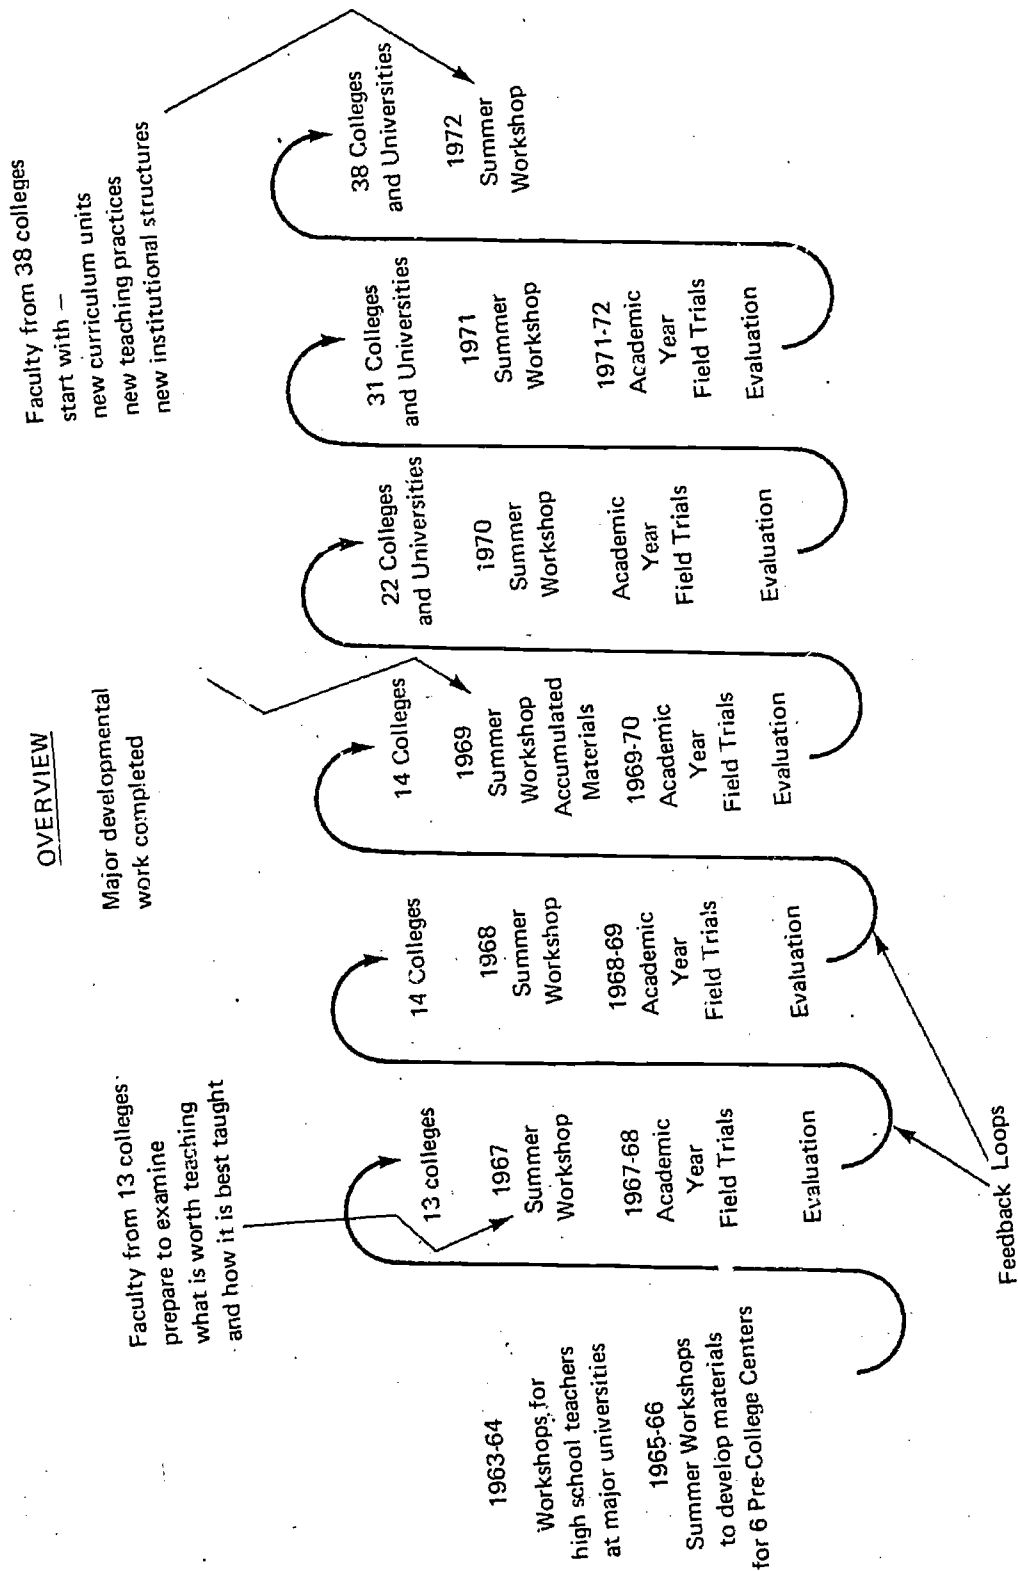 OVERVIEW
Faculty from 13 colleges
prepare to examine
what is worth teaching
and how it is best taught
Major developmental
work completed
Faculty from 38 colleges
start with —
new curriculum units
new teaching practices
new institutional structures
1963-64
Workshops for
high school teachers
at major universities
1965-66
Summer Workshops
to develop materials
for 6 Pre-College Centers
13 colleges
1967
Summer
Workshop
1967-68
Academic
Year
Field Trials
Evaluation
14 Colleges
1968
Summer
Workshop
1968-69
Academic
Year
Field Trials
Evaluation
14 Colleges
1969
Summer
Workshop
Accumulated
Materials
1969-70
Academic
Year
Field Trials
Evaluation
22 Colleges
and Universities
1970
Summer
Workshop
Academic
Year
Field Trials
Evaluation
31 Colleges
and Universities
1971
Summer
Workshop
1971-72
Academic
Year
Field Trials
Evaluation
38 Colleges
and Universities
1972
Summer
Workshop
Feedback Loops